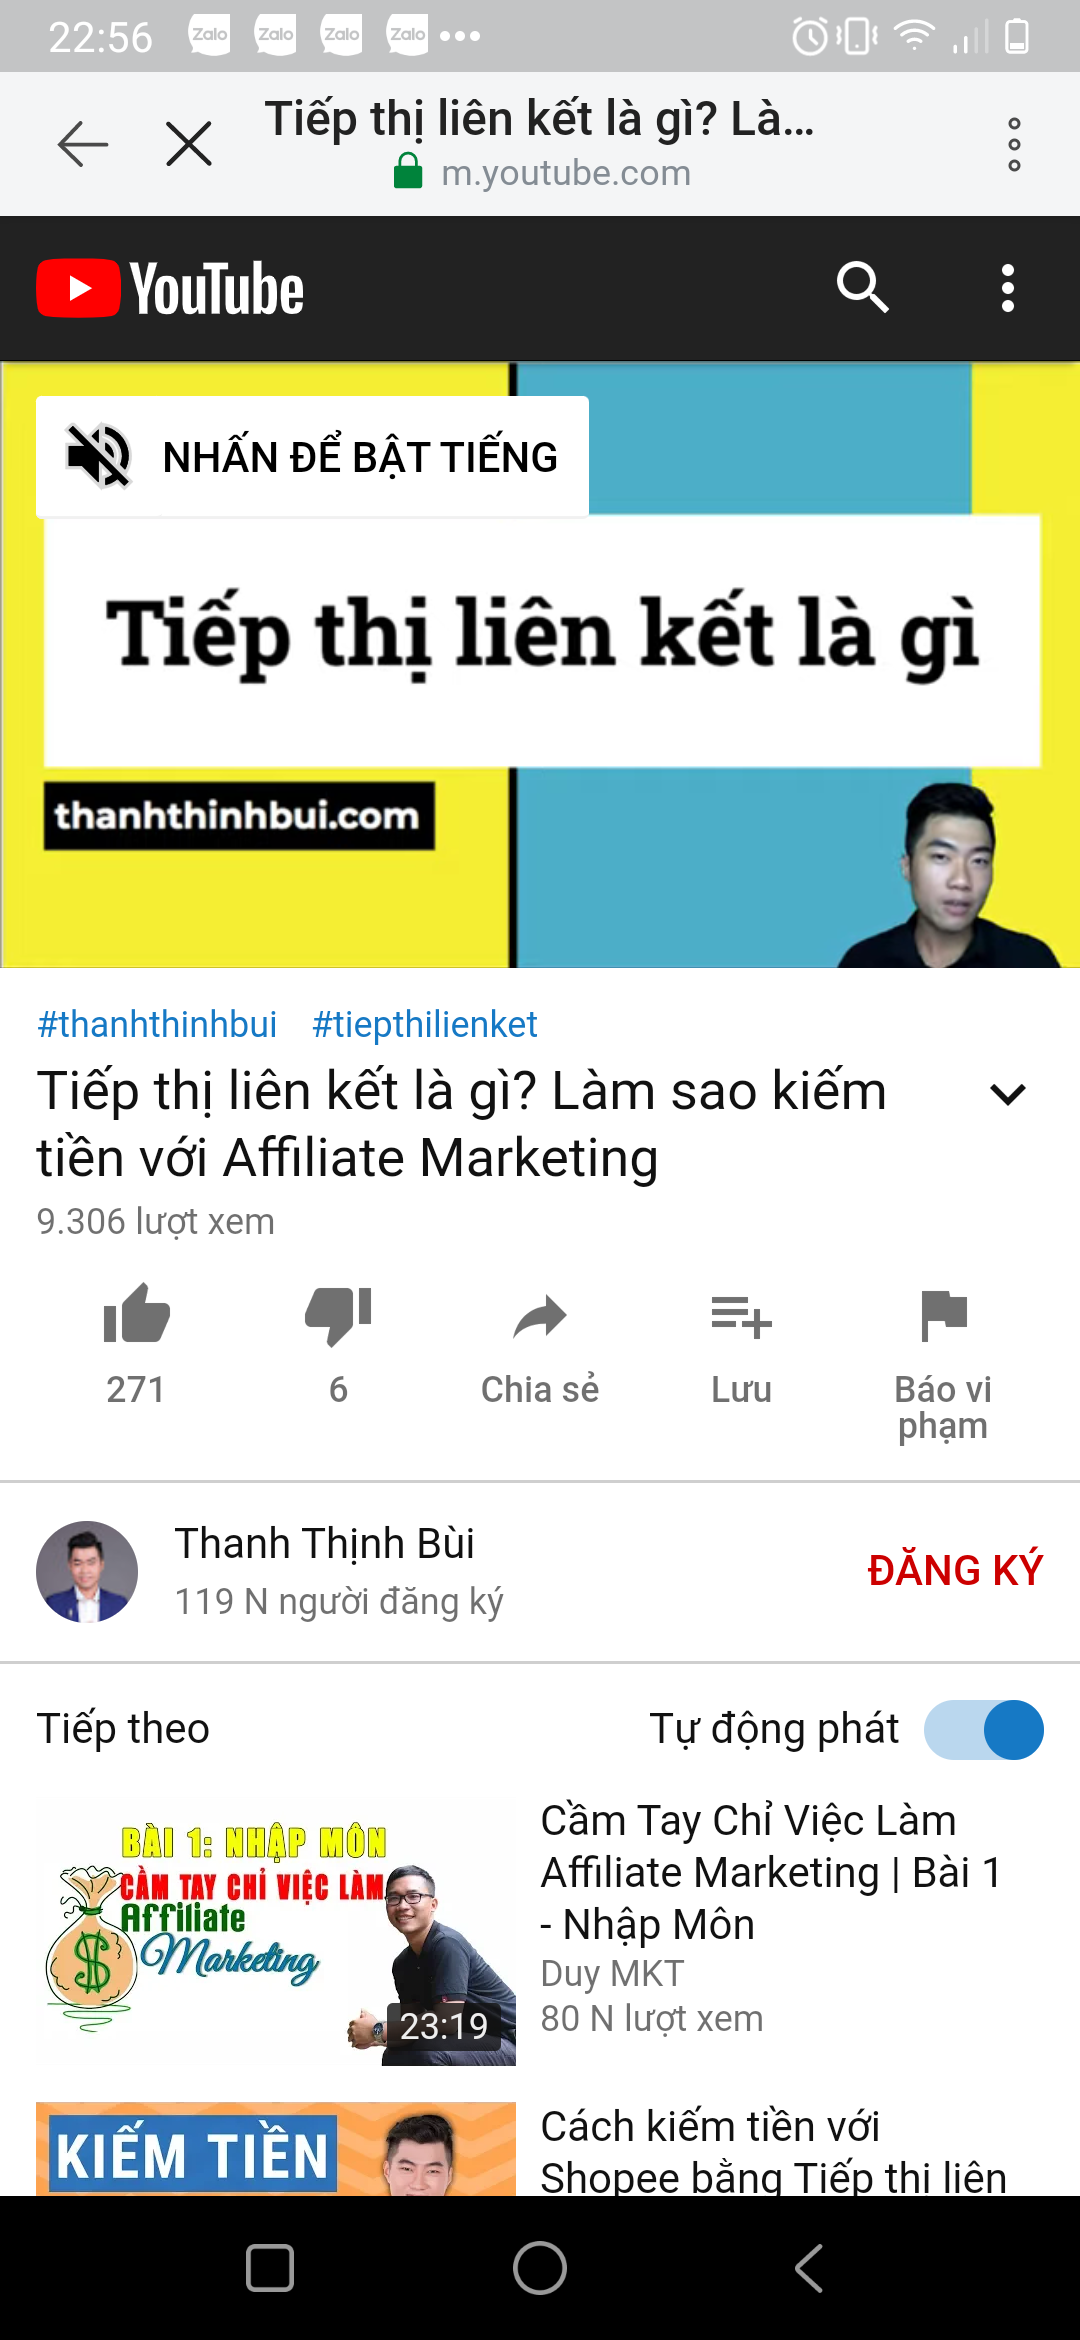 22:56
Zalo Zalo Zalo Zalo
Tiếp thị liên kết là gì? Là...
m.youtube.com
YouTube
NHẤN ĐỂ BẬT TIẾNG
Tiếp thị liên kết là gì
thanhthinhbui.com
#thanhthinhbui #tiepthilienket
Tiếp thị liên kết là gì? Làm sao kiếm
tiền với Affiliate Marketing
9.306 lượt xem
271
6
Chia sẻ
Lưu
Báo vi
phạm
Thanh Thịnh Bùi
119 N người đăng ký
ĐĂNG KÝ
Tiếp theo
Tự động phát
BÀI 1: NHẬP MÔN
CẦM TAY CHỈ VIỆC LÀM
Affiliate
Marketing
23:19
Cầm Tay Chỉ Việc Làm
Affiliate Marketing | Bài 1
- Nhập Môn
Duy MKT
80 N lượt xem
KIẾM TIỀN
Cách kiếm tiền với
Shopee bằng Tiếp thị liên